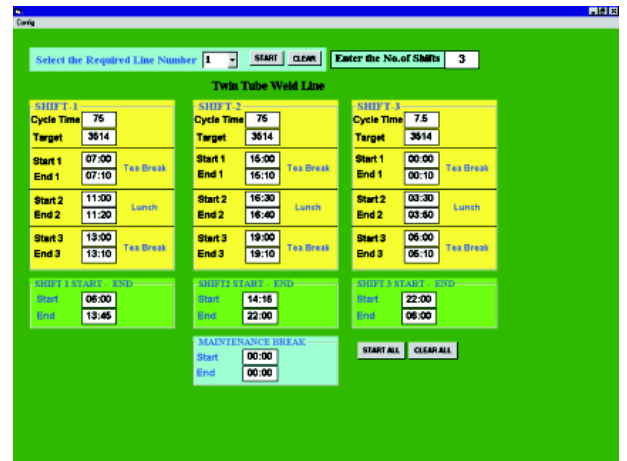 Config
Select the Required Line Number 1 START CLEAR Enter the No.of Shifts 3
Twin Tube Weld Line
SHIFT-1 SHIFT-2 SHIFT-3
Cycle Time 75 Cycle Time 75 Cycle Time 7.5
Target 3514 Target 3514 Target 3514
Start 1 07:00 Tea Break Start 1 15:00 Start 1 00:00 Tea Break
End 1 07:10 End 1 15:10 End 1 00:10
Start 2 11:00 Lunch Start 2 16:30 Lunch Start 2 03:30 Lunch
End 2 11:20 End 2 16:40 End 2 03:50
Start 3 13:00 Tea Break Start 3 19:00 Tea Break Start 3 05:00 Tea Break
End 3 13:10 End 3 19:10 End 3 05:10
SHIFT 1 START - END SHIFT2 START - END SHIFT 3 START - END
Start 06:00 Start 14:15 Start 22:00
End 13:45 End 22:00 End 06:00
MAINTENANCE BREAK
Start 00:00 START ALL CLEAR ALL
End 00:00